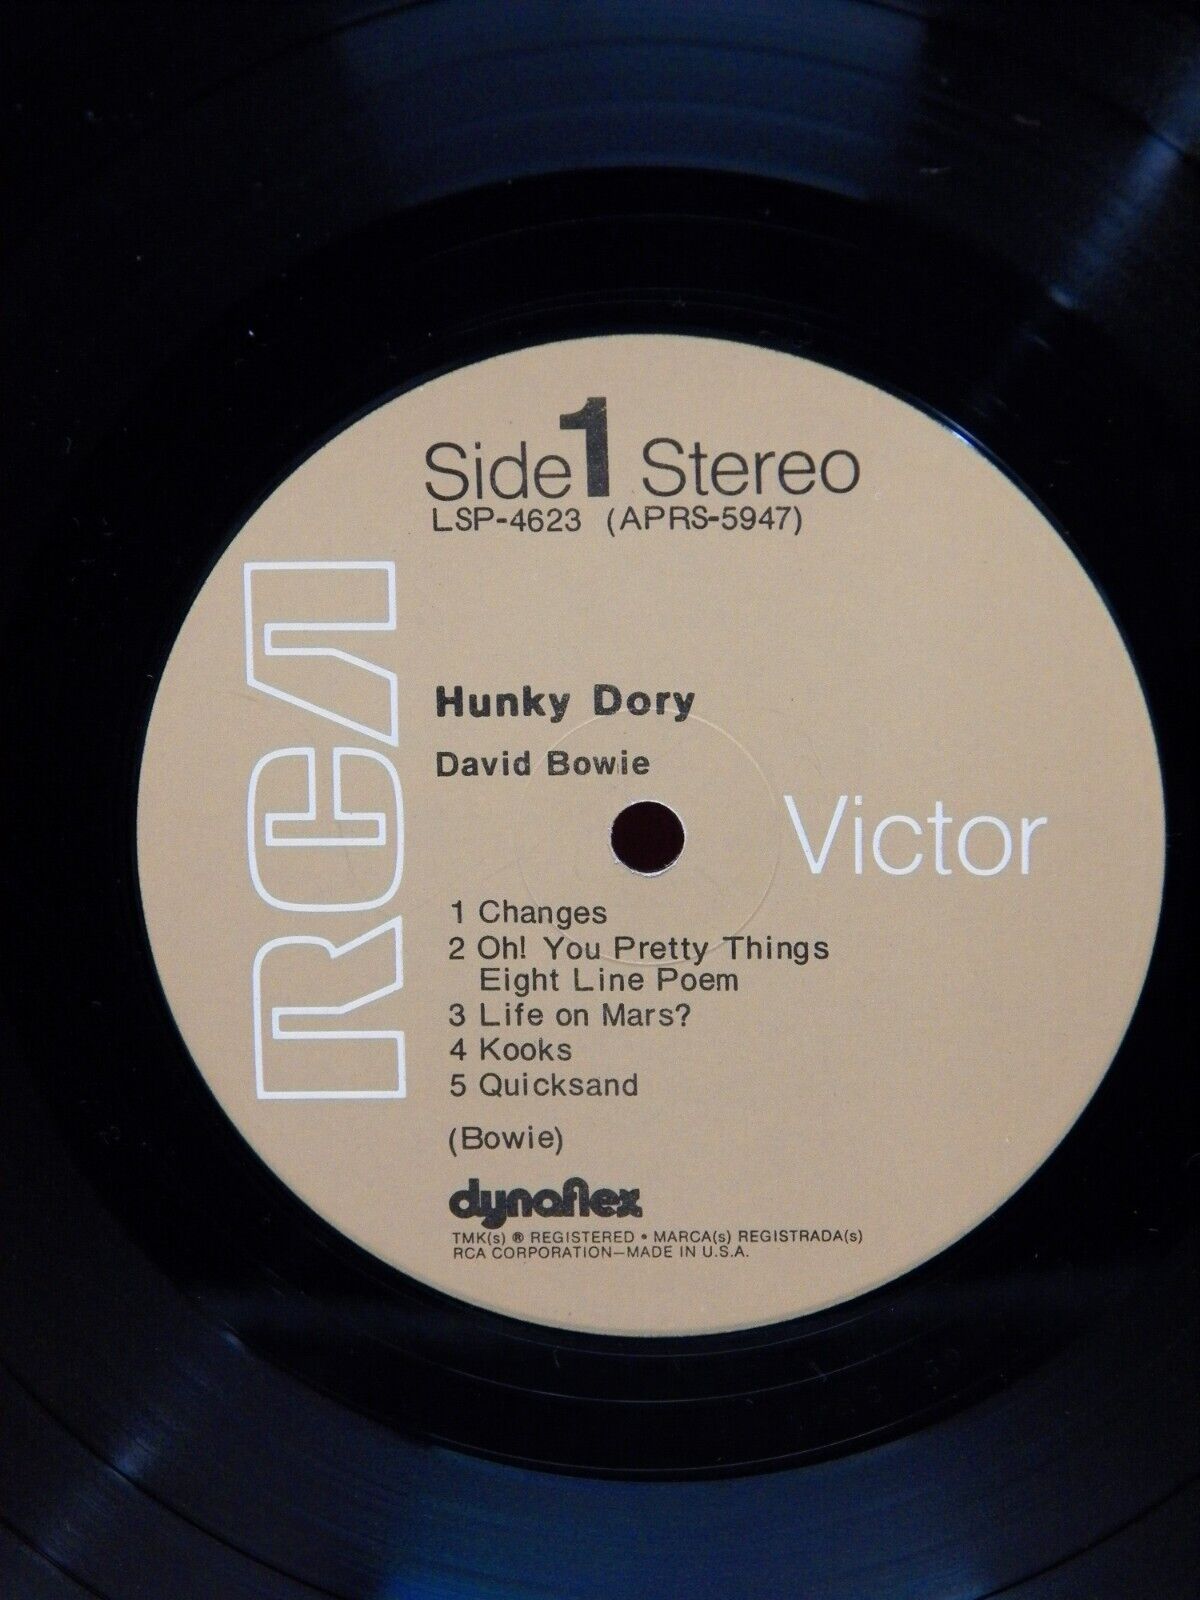 Side 1 Stereo
LSP-4623 (APRS-5947)
RCA
Hunky Dory
David Bowie
Victor
1 Changes
2 Oh! You Pretty Things
Eight Line Poem
3 Life on Mars?
4 Kooks
5 Quicksand
(Bowie)
dynaflex
TMK(s) ® REGISTERED • MARCA(s) REGISTRADA(s)
RCA CORPORATION—MADE IN U.S.A.